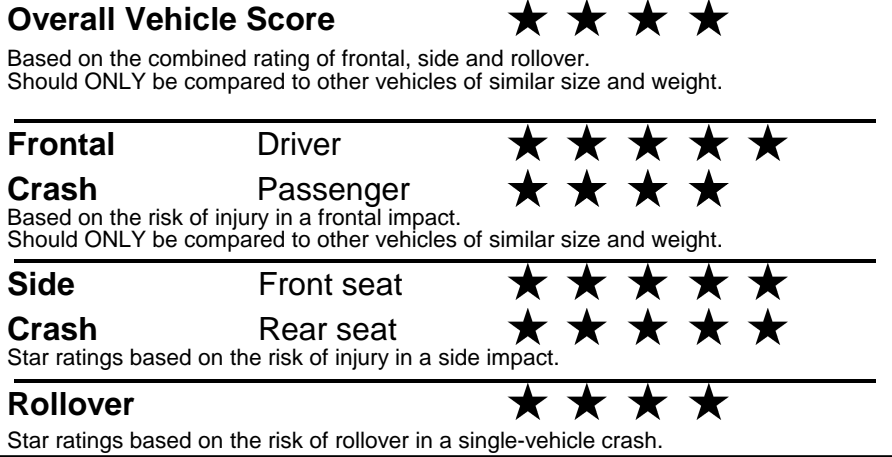 Overall Vehicle Score ★ ★ ★ ★
Based on the combined rating of frontal, side and rollover.
Should ONLY be compared to other vehicles of similar size and weight.
Frontal Driver ★ ★ ★ ★ ★
Crash Passenger ★ ★ ★ ★
Based on the risk of injury in a frontal impact.
Should ONLY be compared to other vehicles of similar size and weight.
Side Front seat ★ ★ ★ ★ ★
Crash Rear seat ★ ★ ★ ★ ★
Star ratings based on the risk of injury in a side impact.
Rollover ★ ★ ★ ★
Star ratings based on the risk of rollover in a single-vehicle crash.